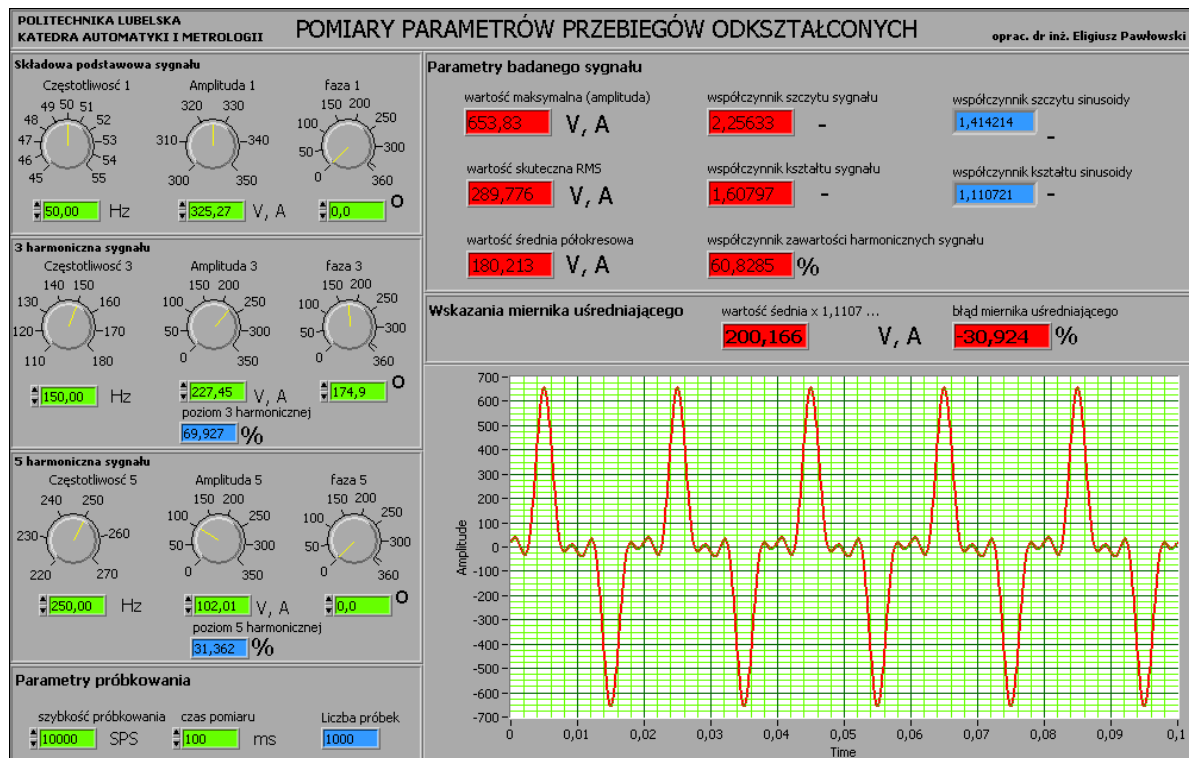 POLITECHNIKA LUBELSKA
KATEDRA AUTOMATYKI I METROLOGII
POMIARY PARAMETRÓW PRZEBIEGÓW ODKSZTAŁCONYCH
oprac. dr inż. Eligiusz Pawłowski
Składowa podstawowa sygnału
Częstotliwość 1
Amplituda 1
faza 1
45 46 47 48 49 50 51 52 53 54 55
300 310 320 330 340 350
0 50 100 150 200 250 300 360
50,00 Hz
325,27 V, A
0,0 O
3 harmoniczna sygnału
Częstotliwość 3
Amplituda 3
faza 3
110 120 130 140 150 160 170 180
0 50 100 150 200 250 300 350
0 50 100 150 200 250 300 360
150,00 Hz
227,45 V, A
174,9 O
poziom 3 harmonicznej
69,927 %
5 harmoniczna sygnału
Częstotliwość 5
Amplituda 5
faza 5
220 230 240 250 260 270
0 50 100 150 200 250 300 350
0 50 100 150 200 250 300 360
250,00 Hz
102,01 V, A
0,0 O
poziom 5 harmonicznej
31,362 %
Parametry próbkowania
szybkość próbkowania
czas pomiaru
Liczba próbek
10000 SPS
100 ms
1000
Parametry badanego sygnału
wartość maksymalna (amplituda)
współczynnik szczytu sygnału
współczynnik szczytu sinusoidy
653,83 V, A
2,25633 -
1,414214 -
wartość skuteczna RMS
współczynnik kształtu sygnału
współczynnik kształtu sinusoidy
289,776 V, A
1,60797 -
1,110721 -
wartość średnia półokresowa
współczynnik zawartości harmonicznych sygnału
180,213 V, A
60,8285 %
Wskazania miernika uśredniającego
wartość śednia x 1,1107 ...
błąd miernika uśredniającego
200,166 V, A
-30,924 %
Amplitude
700
600
500
400
300
200
100
0
-100
-200
-300
-400
-500
-600
-700
0 0,01 0,02 0,03 0,04 0,05 0,06 0,07 0,08 0,09 0,1
Time